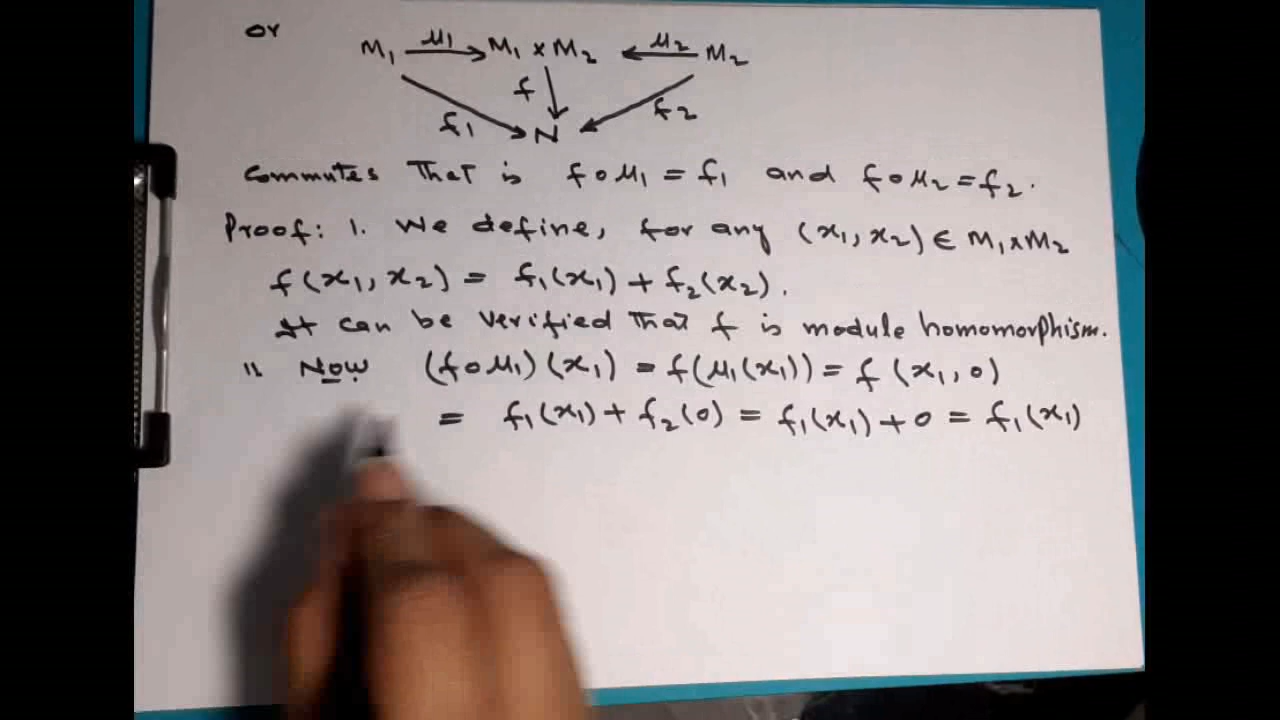 or
M₁ —μ₁→ M₁ × M₂ ←μ₂— M₂
f
f₁ N f₂
Commutes That is f∘μ₁ = f₁ and f∘μ₂ = f₂.
Proof: 1. We define, for any (x₁, x₂) ∈ M₁×M₂
f(x₁, x₂) = f₁(x₁) + f₂(x₂).
It can be verified that f is module homomorphism.
11 Now (f∘μ₁)(x₁) = f(μ₁(x₁)) = f(x₁, 0)
= f₁(x₁) + f₂(0) = f₁(x₁) + 0 = f₁(x₁)